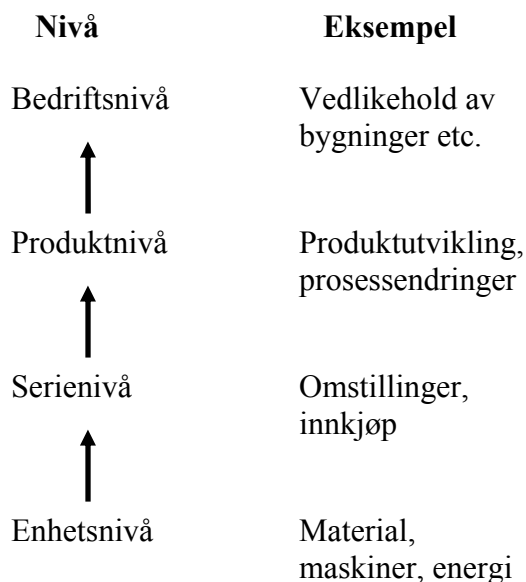 Nivå Eksempel
Bedriftsnivå Vedlikehold av
bygninger etc.
Produktnivå Produktutvikling,
prosessendringer
Serienivå Omstillinger,
innkjøp
Enhetsnivå Material,
maskiner, energi